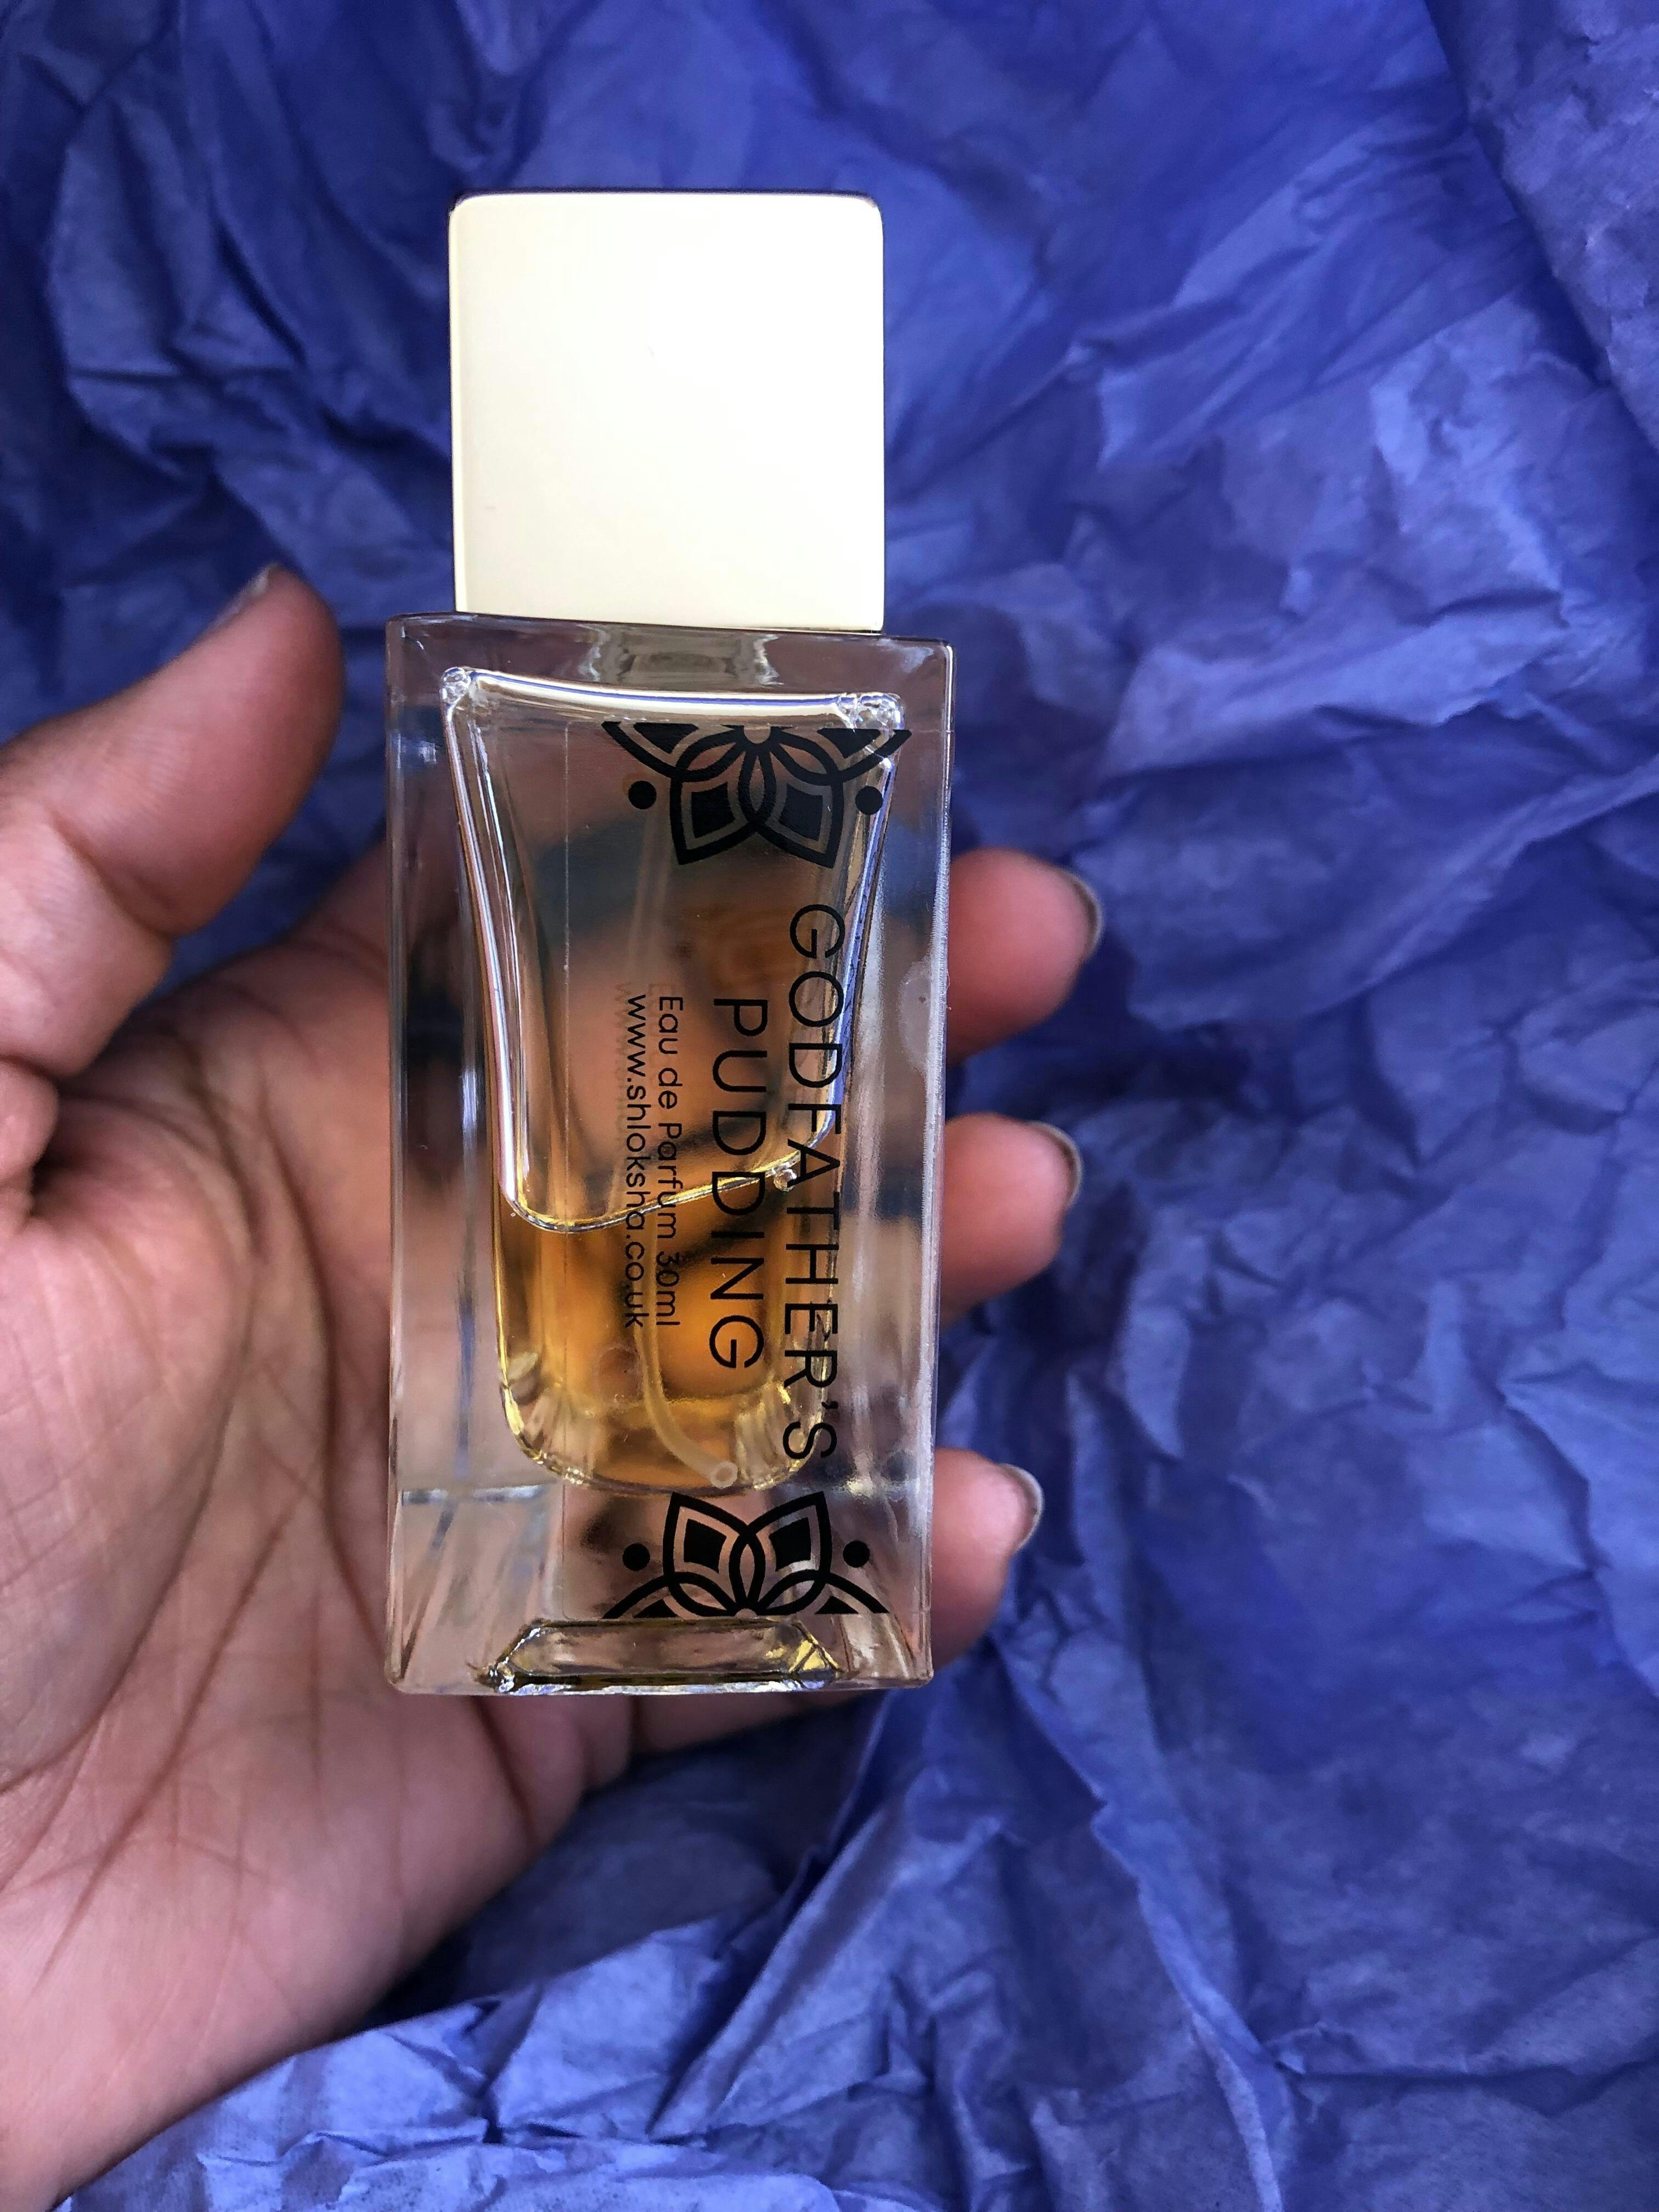 GODFATHER'S
PUDDING
Eau de Parfum 30ml
www.shloksha.co.uk